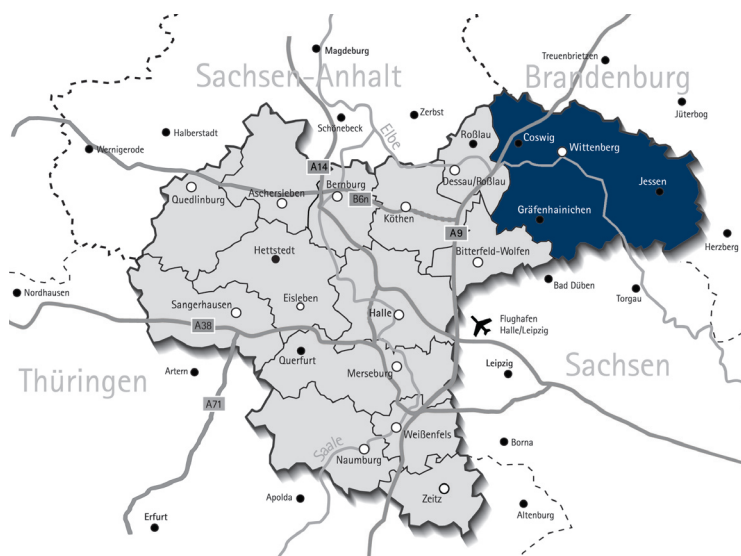 Magdeburg
Treuenbrietzen
Sachsen-Anhalt
Brandenburg
Jüterbog
Zerbst
Schönebeck
Halberstadt
Elbe
Roßlau
Coswig
Wernigerode
Wittenberg
A14
Dessau/Roßlau
Bernburg
Aschersleben
Quedlinburg
B6n
Jessen
Köthen
Gräfenhainichen
A9
Herzberg
Hettstedt
Bitterfeld-Wolfen
Bad Düben
Torgau
Nordhausen
Eisleben
Sangerhausen
Halle
Flughafen
Halle/Leipzig
A38
Querfurt
Sachsen
Thüringen
Artern
Merseburg
Leipzig
A71
Weißenfels
Saale
Borna
Naumburg
Zeitz
Apolda
Altenburg
Erfurt